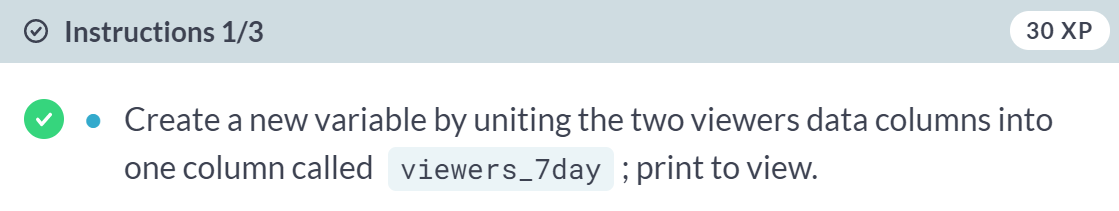 Instructions 1/3 30 XP
Create a new variable by uniting the two viewers data columns into
one column called viewers_7day ; print to view.